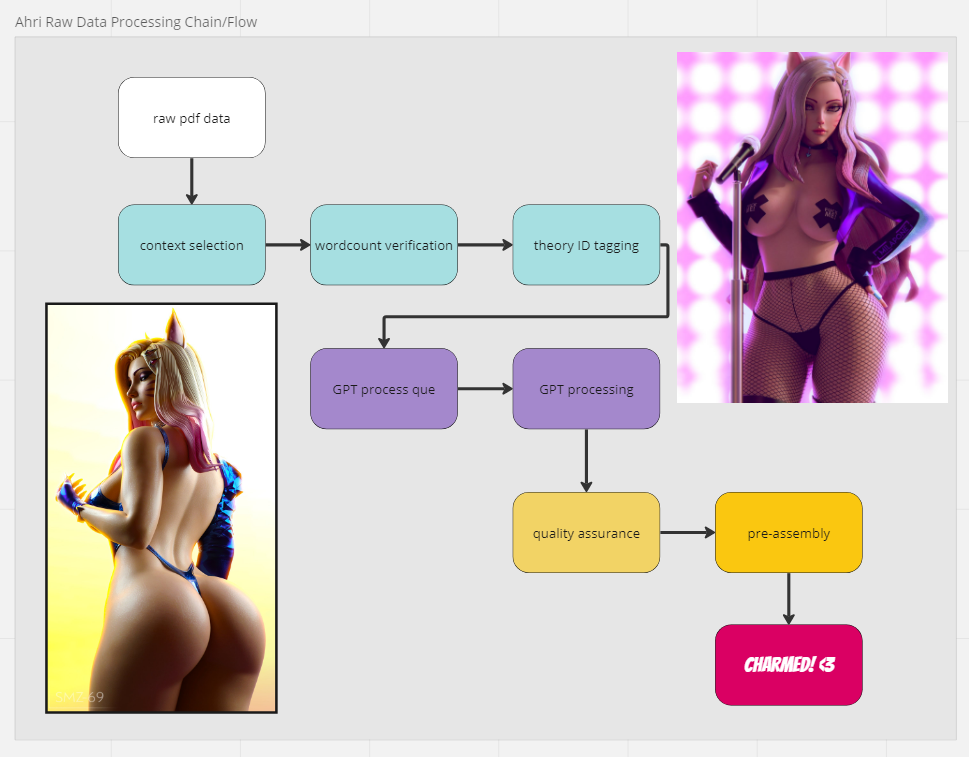 Ahri Raw Data Processing Chain/Flow
raw pdf data
context selection
wordcount verification
theory ID tagging
GPT process que
GPT processing
quality assurance
pre-assembly
CHARMED! <3